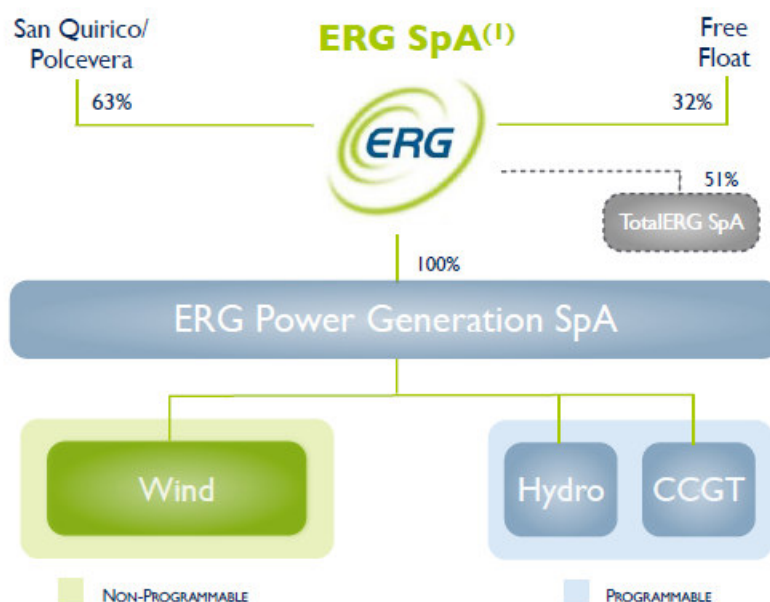 San Quirico/
Polcevera
ERG SpA(1)
Free
Float
63%
32%
ERG
51%
TotalERG SpA
100%
ERG Power Generation SpA
Wind
Hydro
CCGT
NON-PROGRAMMABLE
PROGRAMMABLE